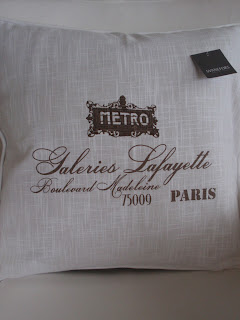 METRO
Galeries Lafayette
Boulevard Madeleine
75009 PARIS